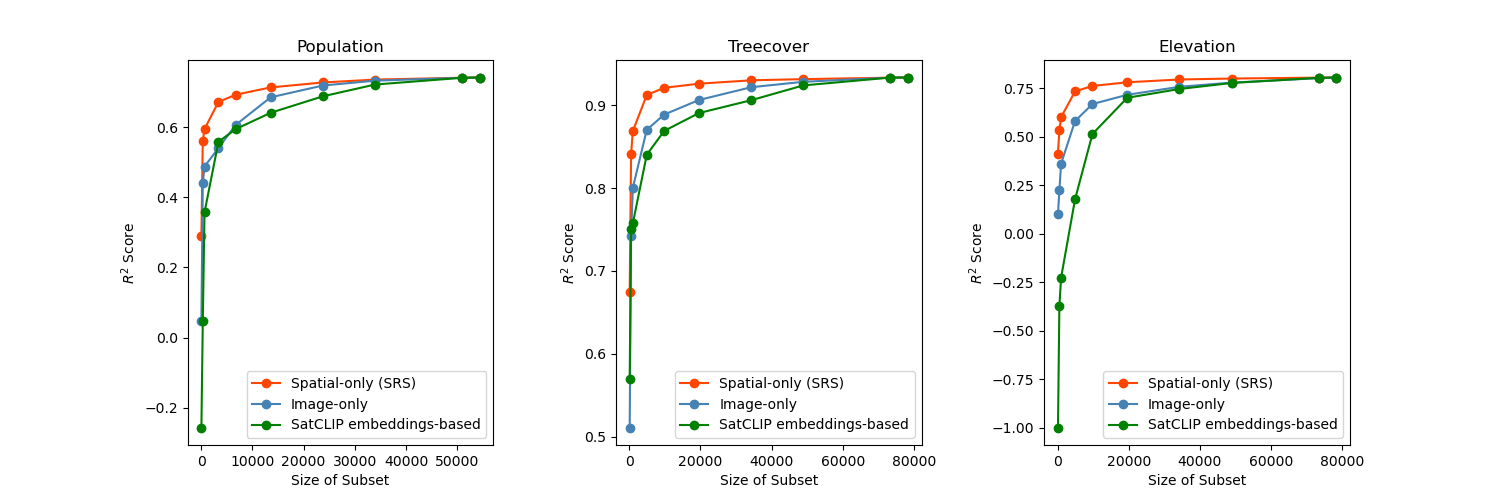 Population
R² Score
0.6
0.4
0.2
0.0
−0.2
Spatial-only (SRS)
Image-only
SatCLIP embeddings-based
0 10000 20000 30000 40000 50000
Size of Subset
Treecover
R² Score
0.9
0.8
0.7
0.6
0.5
Spatial-only (SRS)
Image-only
SatCLIP embeddings-based
0 20000 40000 60000 80000
Size of Subset
Elevation
R² Score
0.75
0.50
0.25
0.00
−0.25
−0.50
−0.75
−1.00
Spatial-only (SRS)
Image-only
SatCLIP embeddings-based
0 20000 40000 60000 80000
Size of Subset